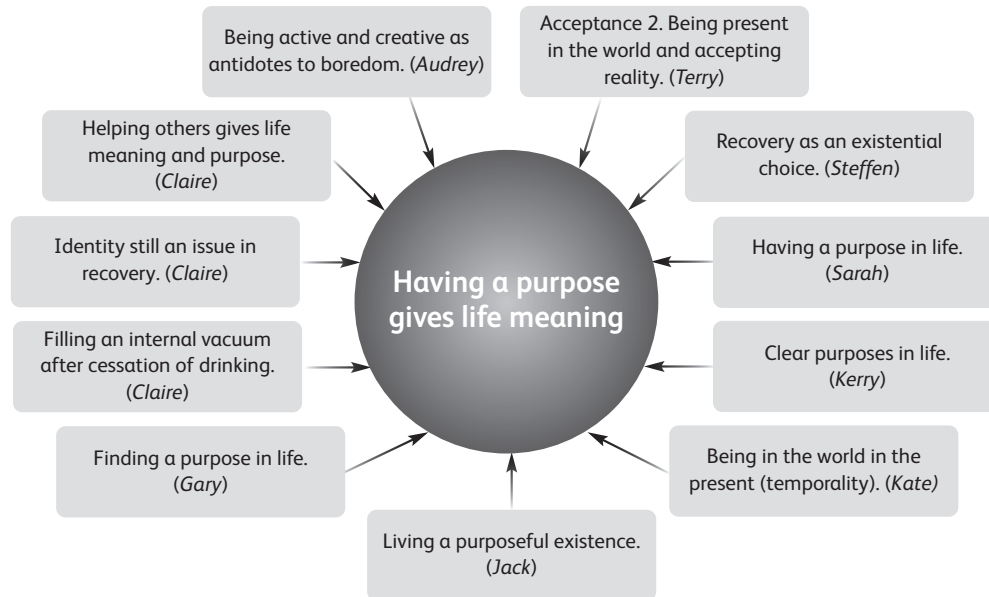 Being active and creative as
antidotes to boredom. (Audrey)
Acceptance 2. Being present
in the world and accepting
reality. (Terry)
Helping others gives life
meaning and purpose.
(Claire)
Recovery as an existential
choice. (Steffen)
Identity still an issue in
recovery. (Claire)
Having a purpose in life.
(Sarah)
Having a purpose
gives life meaning
Filling an internal vacuum
after cessation of drinking.
(Claire)
Clear purposes in life.
(Kerry)
Finding a purpose in life.
(Gary)
Being in the world in the
present (temporality). (Kate)
Living a purposeful existence.
(Jack)